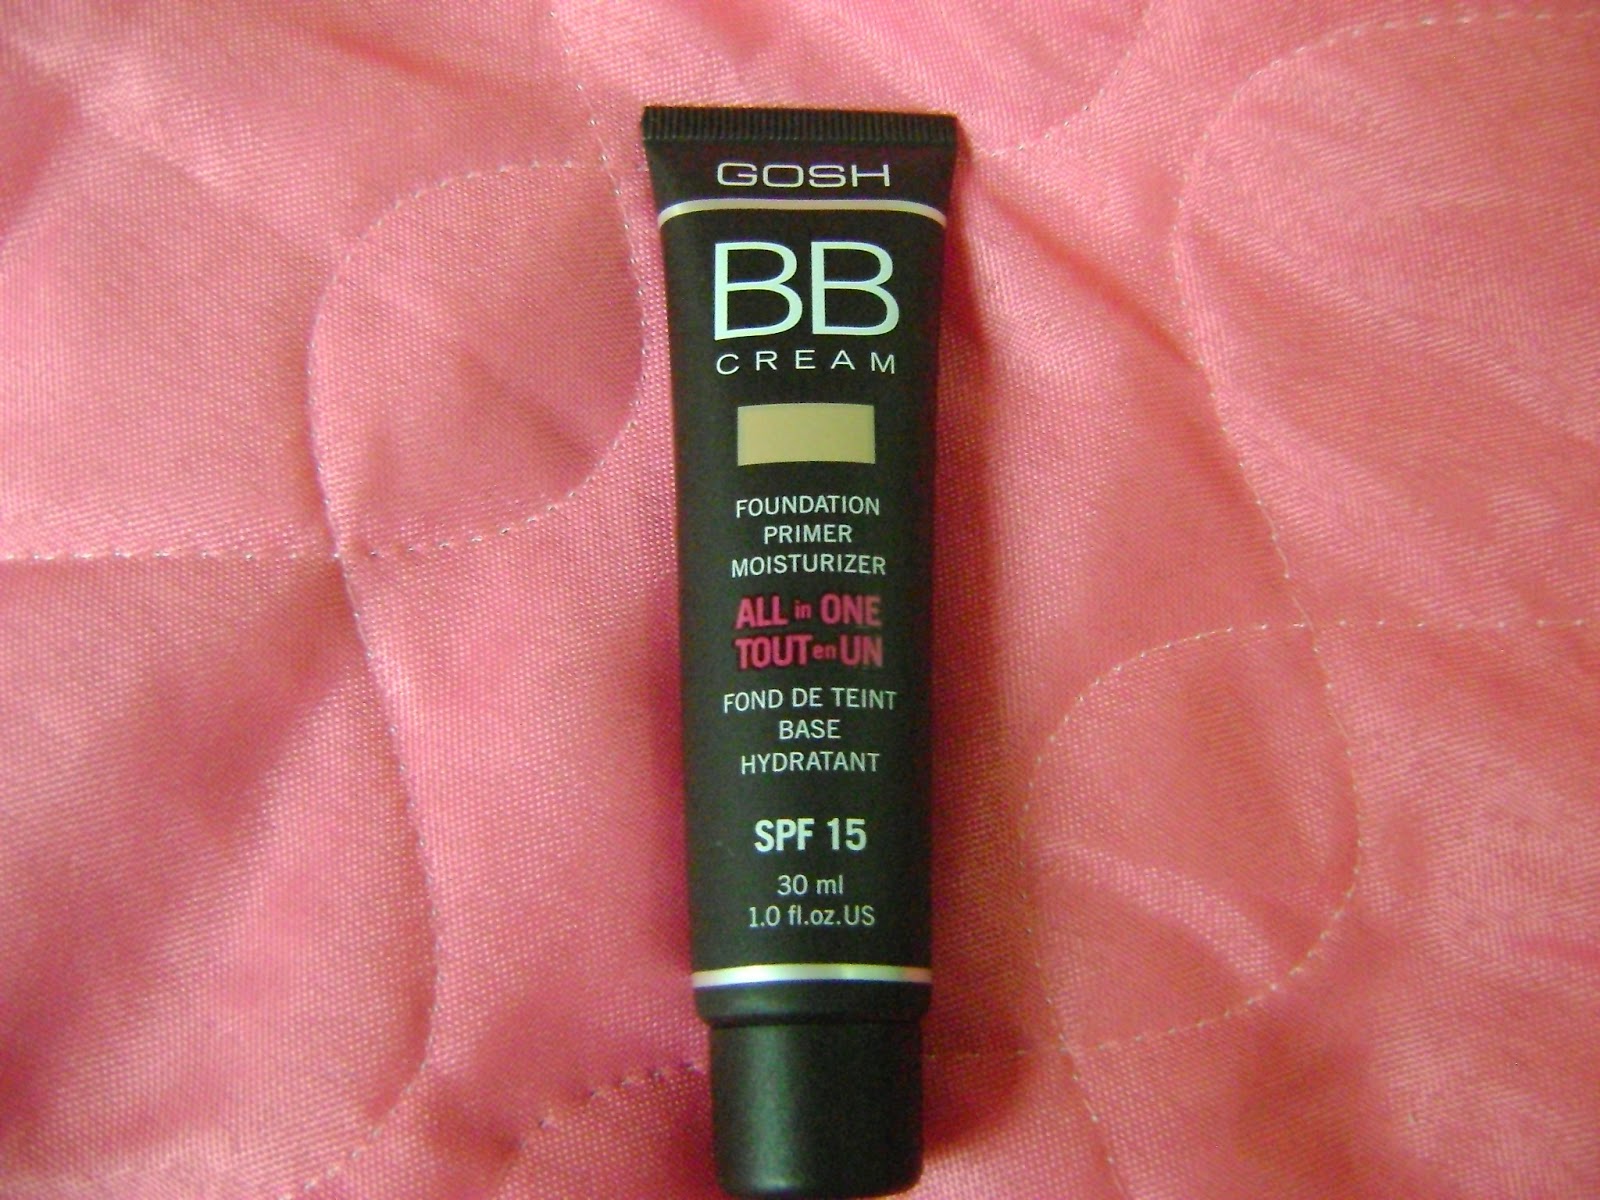 GOSH
BB
CREAM
FOUNDATION
PRIMER
MOISTURIZER
ALL in ONE
TOUT en UN
FOND DE TEINT
BASE
HYDRATANT
SPF 15
30 ml
1.0 fl.oz.US